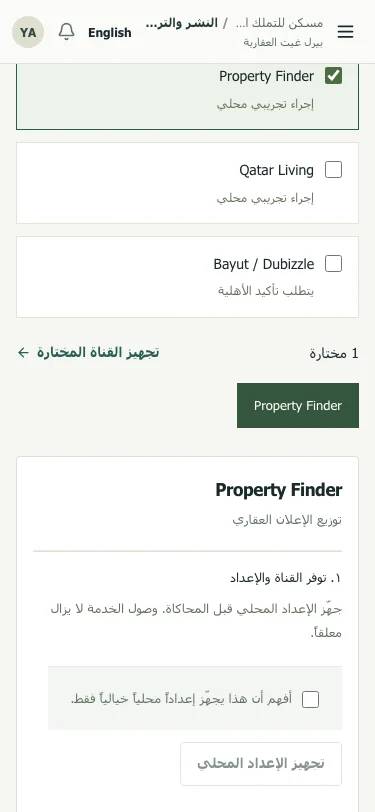 مسكن للتملك ا... / النشر والتر...
بيرل غيت العقارية
English
YA
Property Finder
إجراء تجريبي محلي
Qatar Living
إجراء تجريبي محلي
Bayut / Dubizzle
يتطلب تأكيد الأهلية
1 مختارة
تجهيز القناة المختارة ←
Property Finder
Property Finder
توزيع الإعلان العقاري
١. توفر القناة والإعداد
جهّز الإعداد المحلي قبل المحاكاة. وصول الخدمة لا يزال
معلقاً.
أفهم أن هذا يجهّز إعداداً محلياً خيالياً فقط.
تجهيز الإعداد المحلي